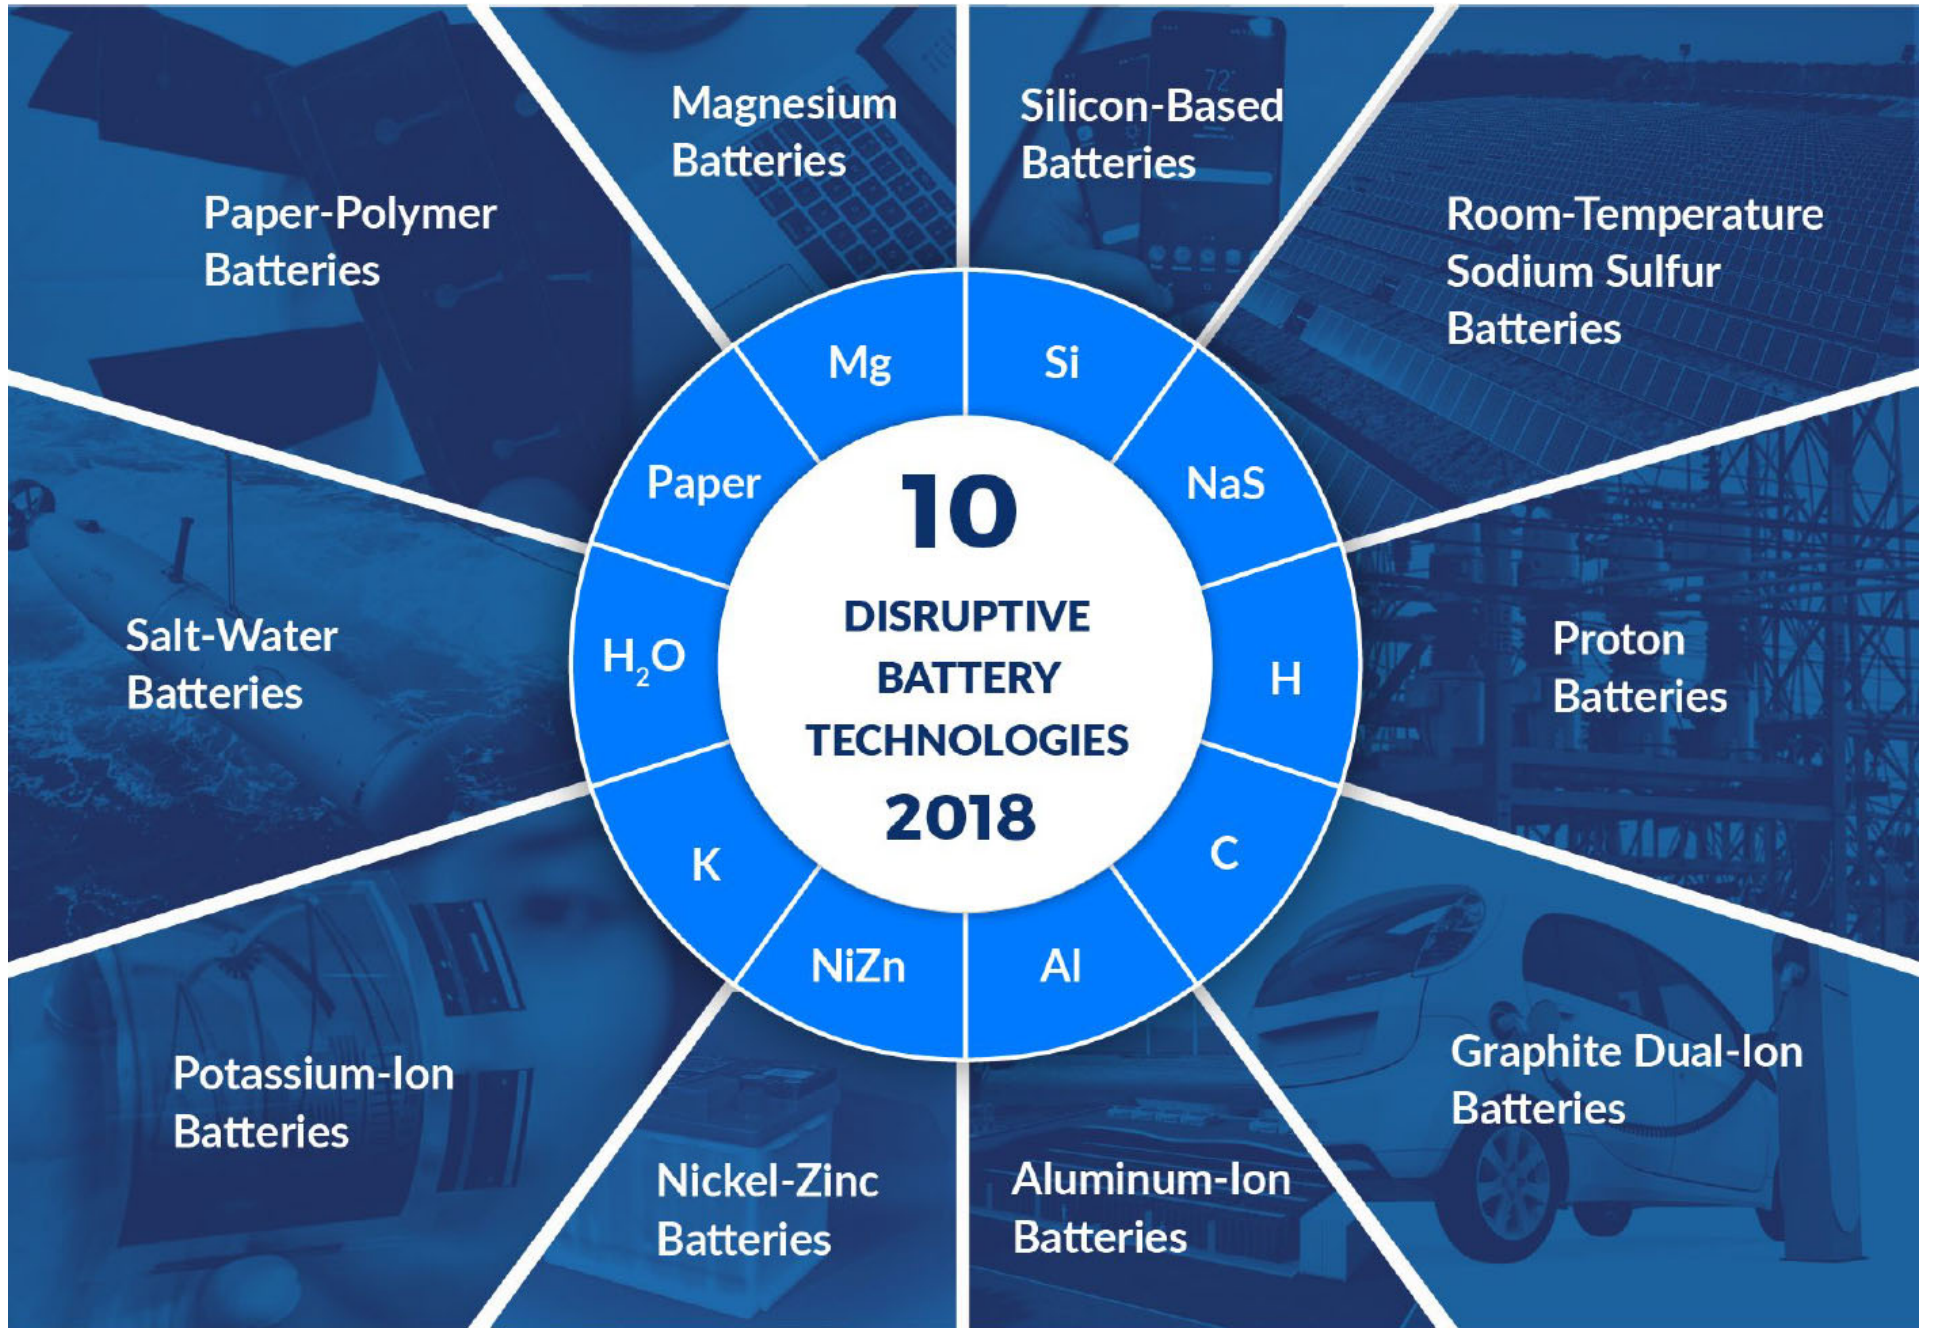 Magnesium
Batteries
Silicon-Based
Batteries
72°
Paper-Polymer
Batteries
Room-Temperature
Sodium Sulfur
Batteries
Mg
Si
Paper
NaS
10
DISRUPTIVE
BATTERY
TECHNOLOGIES
2018
Salt-Water
Batteries
H₂O
H
Proton
Batteries
K
C
NiZn
Al
Potassium-Ion
Batteries
Graphite Dual-Ion
Batteries
Nickel-Zinc
Batteries
Aluminum-Ion
Batteries